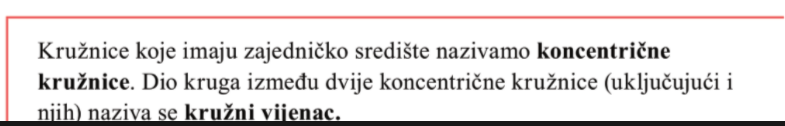 Kružnice koje imaju zajedničko središte nazivamo koncentrične
kružnice. Dio kruga između dvije koncentrične kružnice (uključujući i
njih) naziva se kružni vijenac.